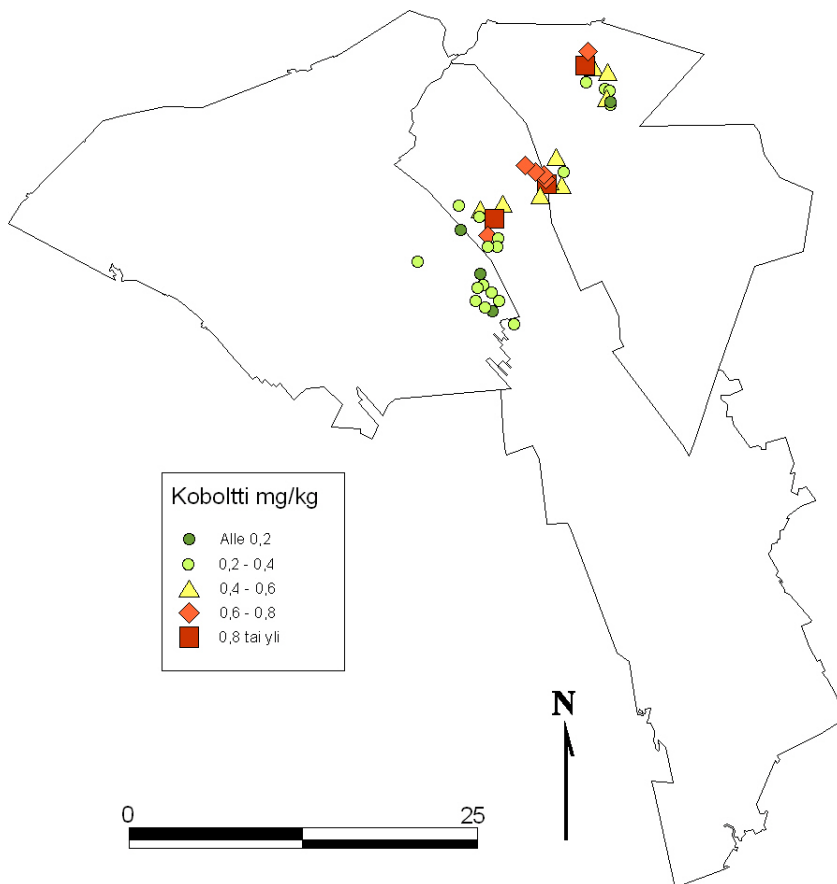 Koboltti mg/kg
Alle 0,2
0,2 - 0,4
0,4 - 0,6
0,6 - 0,8
0,8 tai yli
N
0 25